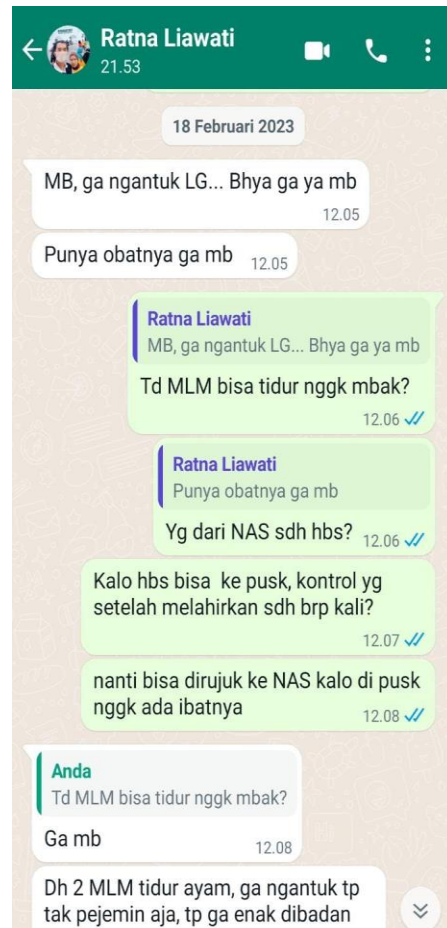 Ratna Liawati
21.53
18 Februari 2023
MB, ga ngantuk LG... Bhya ga ya mb
12.05
Punya obatnya ga mb 12.05
Ratna Liawati
MB, ga ngantuk LG... Bhya ga ya mb
Td MLM bisa tidur nggk mbak?
12.06
Ratna Liawati
Punya obatnya ga mb
Yg dari NAS sdh hbs? 12.06
Kalo hbs bisa ke pusk, kontrol yg
setelah melahirkan sdh brp kali?
12.07
nanti bisa dirujuk ke NAS kalo di pusk
nggk ada ibatnya 12.08
Anda
Td MLM bisa tidur nggk mbak?
Ga mb 12.08
Dh 2 MLM tidur ayam, ga ngantuk tp
tak pejemin aja, tp ga enak dibadan